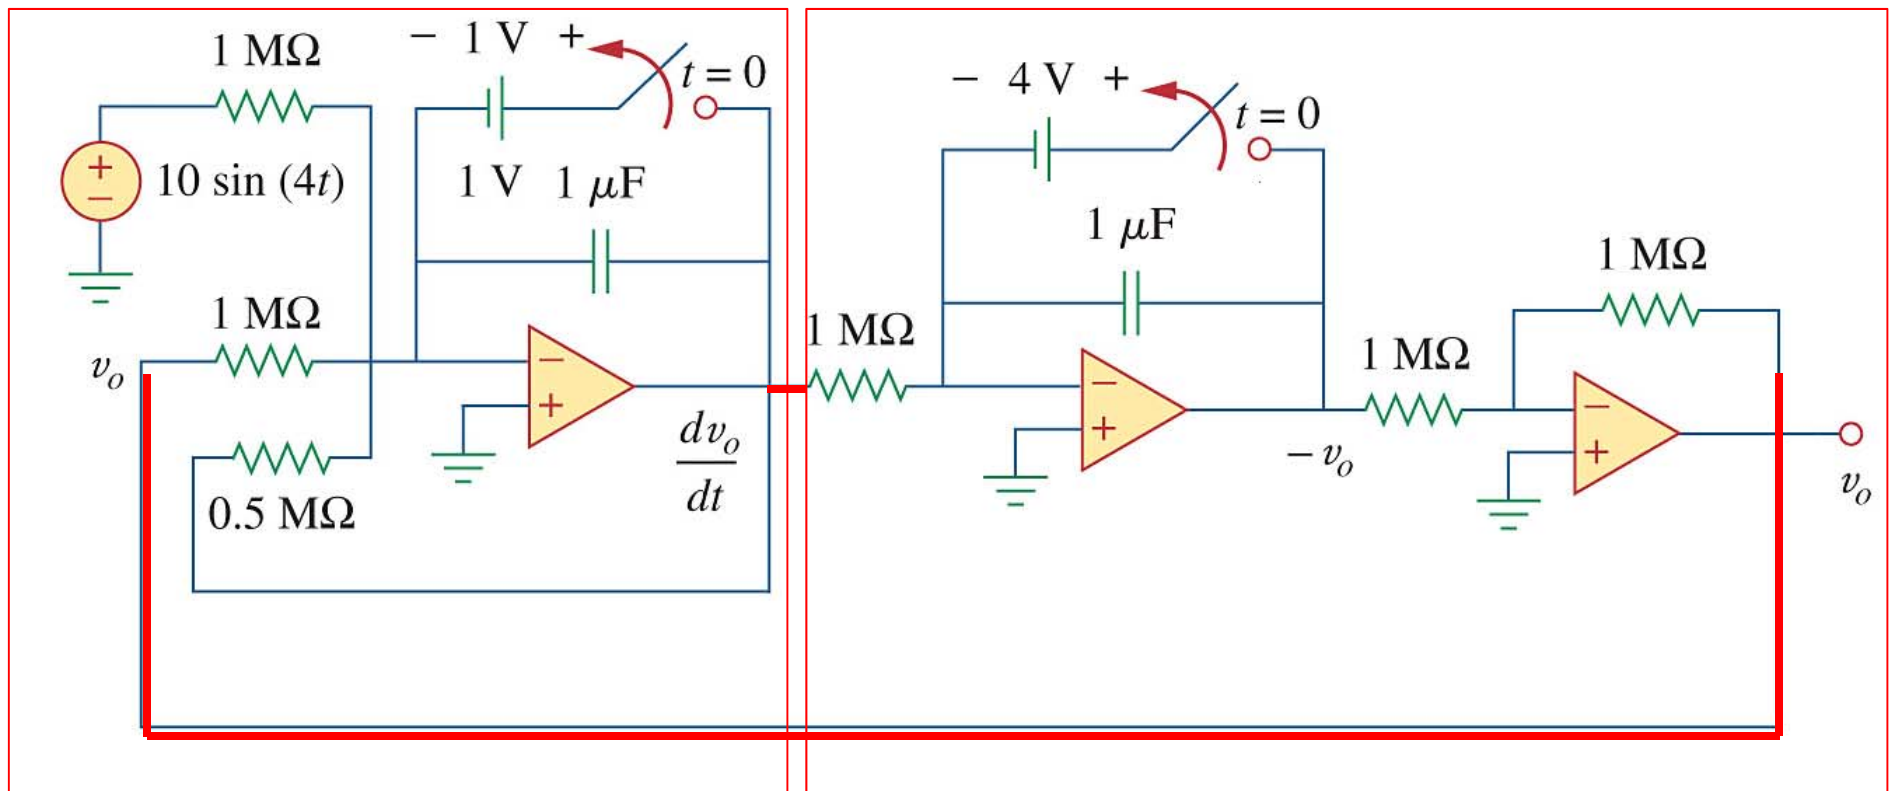 1 MΩ
− 1 V +
t = 0
10 sin (4t)
1 V 1 μF
1 MΩ
v_o
0.5 MΩ
dv_o
dt
− 4 V +
t = 0
1 μF
1 MΩ
− v_o
1 MΩ
1 MΩ
v_o